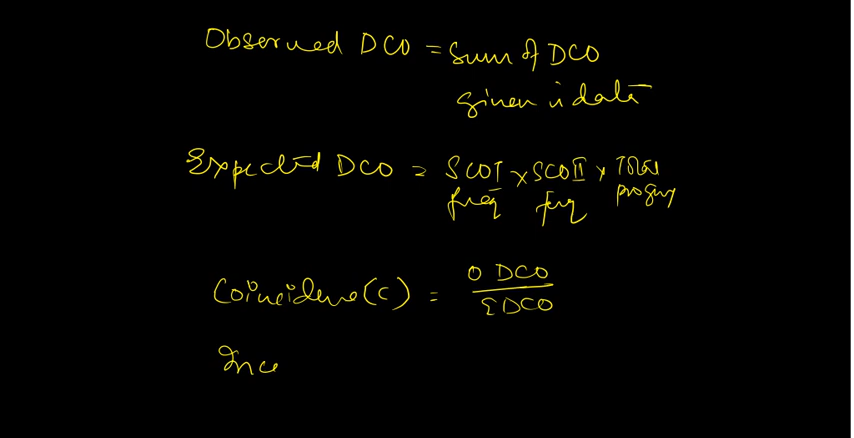 Observed DCO = Sum of DCO
given in data
Expected DCO = SCO I freq × SCO II freq × Total progeny
Coincidence (c) = O DCO / E DCO
Inc